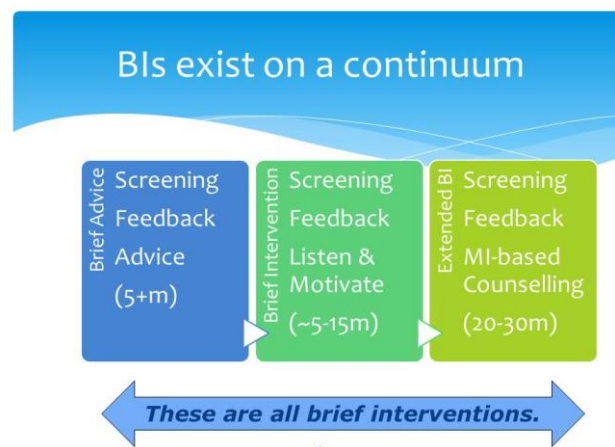 BIs exist on a continuum
Brief Advice
Screening
Feedback
Advice
(5+m)
Brief Intervention
Screening
Feedback
Listen &
Motivate
(~5-15m)
Extended BI
Screening
Feedback
MI-based
Counselling
(20-30m)
These are all brief interventions.